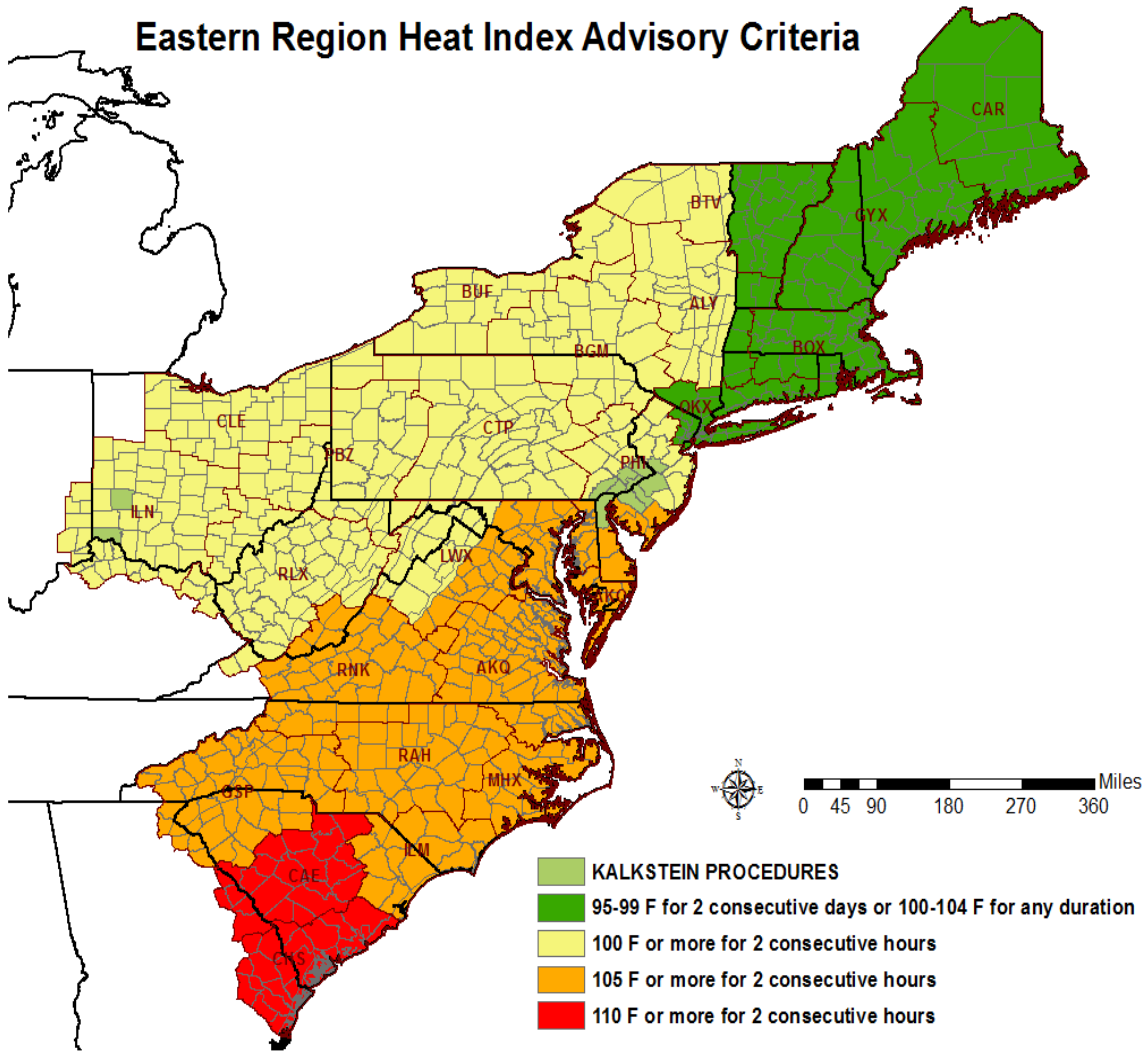 Eastern Region Heat Index Advisory Criteria
CAR
BTV
GYX
BUF
ALY
BGM
BOX
OKX
CLE
CTP
PBZ
PHI
ILN
LWX
RLX
AKQ
RNK
AKQ
RAH
MHX
GSP
ILM
CAE
CHS
N
W E
S
Miles
0 45 90 180 270 360
KALKSTEIN PROCEDURES
95-99 F for 2 consecutive days or 100-104 F for any duration
100 F or more for 2 consecutive hours
105 F or more for 2 consecutive hours
110 F or more for 2 consecutive hours